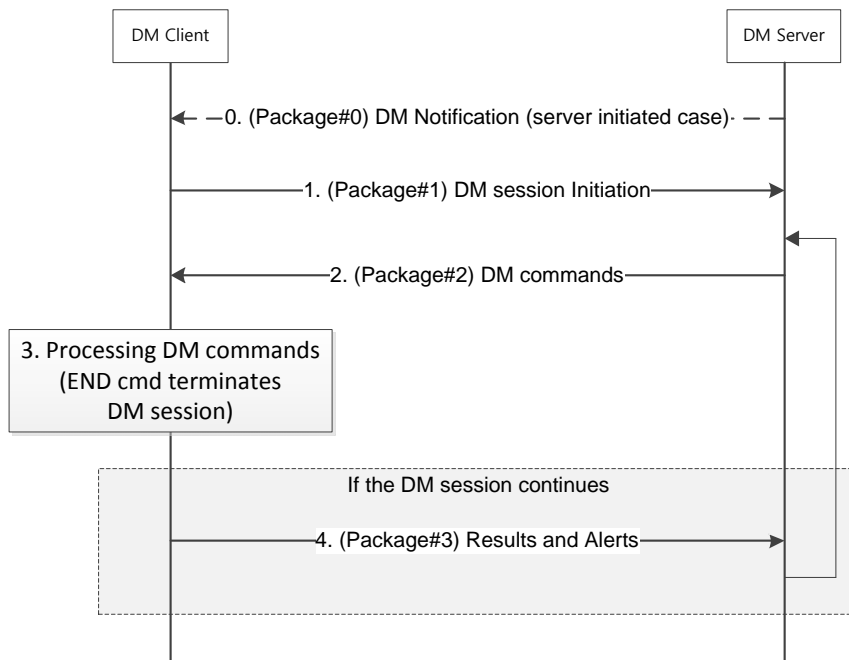 DM Client
DM Server
0. (Package#0) DM Notification (server initiated case)
1. (Package#1) DM session Initiation
2. (Package#2) DM commands
3. Processing DM commands
(END cmd terminates
DM session)
If the DM session continues
4. (Package#3) Results and Alerts